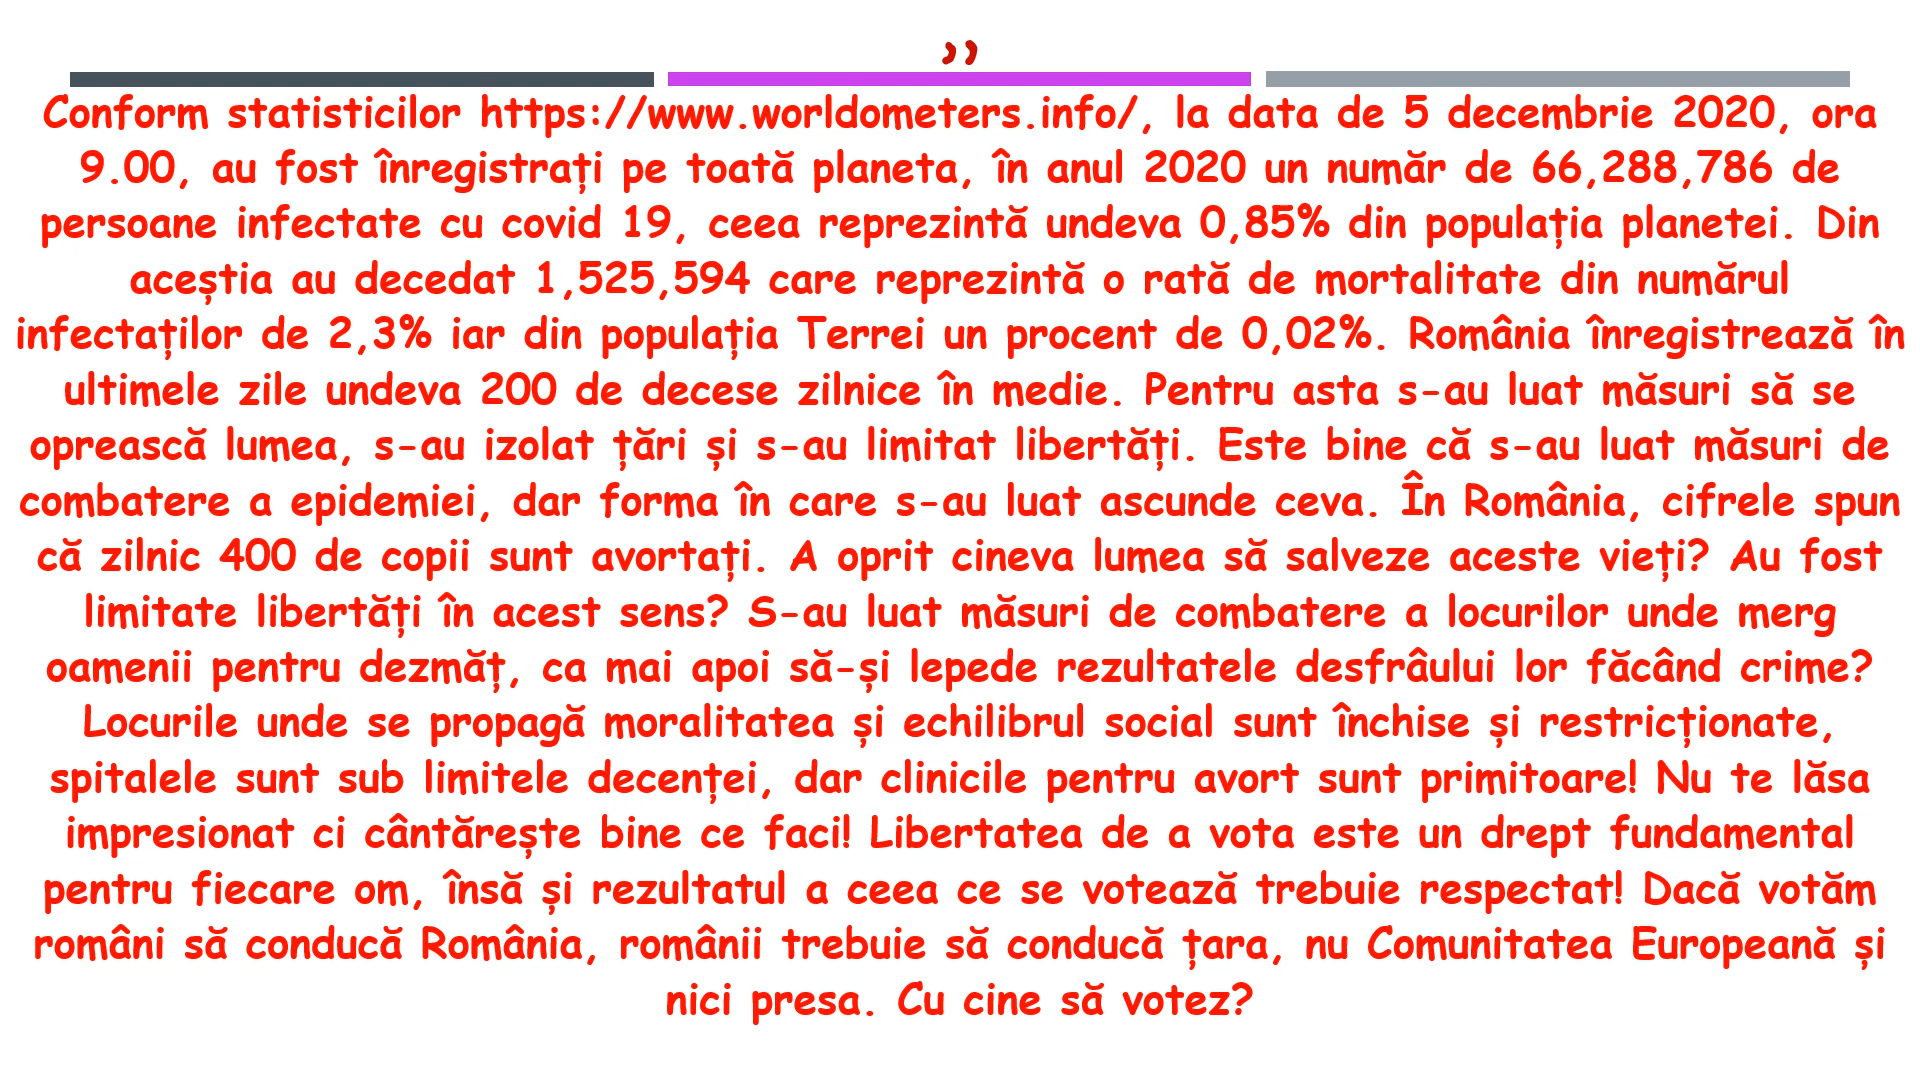 ”
Conform statisticilor https://www.worldometers.info/, la data de 5 decembrie 2020, ora
9.00, au fost înregistrați pe toată planeta, în anul 2020 un număr de 66,288,786 de
persoane infectate cu covid 19, ceea reprezintă undeva 0,85% din populația planetei. Din
aceștia au decedat 1,525,594 care reprezintă o rată de mortalitate din numărul
infectaților de 2,3% iar din populația Terrei un procent de 0,02%. România înregistrează în
ultimele zile undeva 200 de decese zilnice în medie. Pentru asta s-au luat măsuri să se
oprească lumea, s-au izolat țări și s-au limitat libertăți. Este bine că s-au luat măsuri de
combatere a epidemiei, dar forma în care s-au luat ascunde ceva. În România, cifrele spun
că zilnic 400 de copii sunt avortați. A oprit cineva lumea să salveze aceste vieți? Au fost
limitate libertăți în acest sens? S-au luat măsuri de combatere a locurilor unde merg
oamenii pentru dezmăț, ca mai apoi să-și lepede rezultatele desfrâului lor făcând crime?
Locurile unde se propagă moralitatea și echilibrul social sunt închise și restricționate,
spitalele sunt sub limitele decenței, dar clinicile pentru avort sunt primitoare! Nu te lăsa
impresionat ci cântărește bine ce faci! Libertatea de a vota este un drept fundamental
pentru fiecare om, însă și rezultatul a ceea ce se votează trebuie respectat! Dacă votăm
români să conducă România, românii trebuie să conducă țara, nu Comunitatea Europeană și
nici presa. Cu cine să votez?